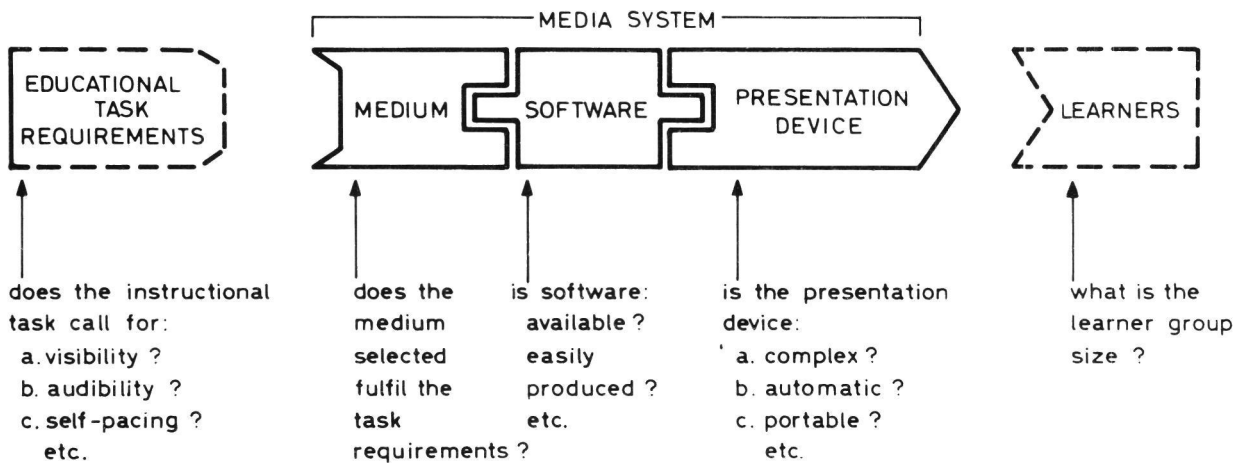 MEDIA SYSTEM
EDUCATIONAL
TASK
REQUIREMENTS
MEDIUM
SOFTWARE
PRESENTATION
DEVICE
LEARNERS
does the instructional
task call for:
a. visibility ?
b. audibility ?
c. self-pacing ?
etc.
does the
medium
selected
fulfil the
task
requirements ?
is software:
available ?
easily
produced ?
etc.
is the presentation
device:
a. complex ?
b. automatic ?
c. portable ?
etc.
what is the
learner group
size ?